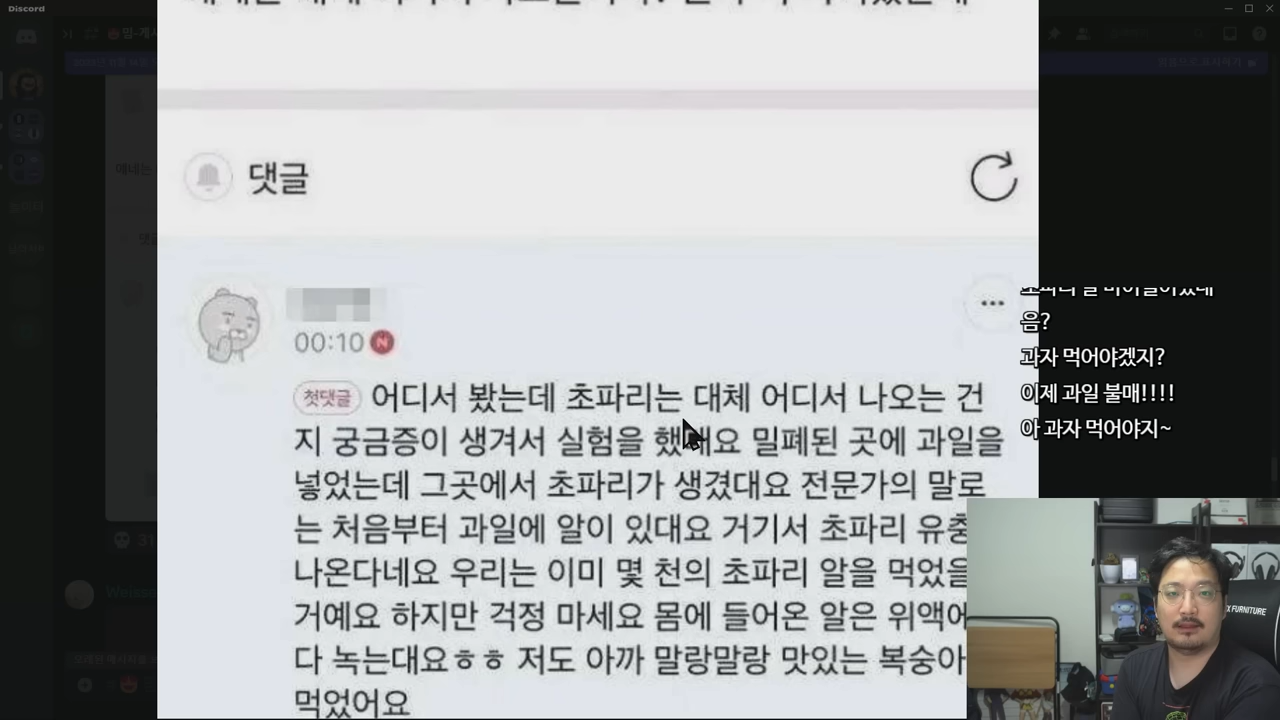 Discord
댓글
00:10 N
첫댓글 어디서 봤는데 초파리는 대체 어디서 나오는 건
지 궁금증이 생겨서 실험을 했대요 밀폐된 곳에 과일을
넣었는데 그곳에서 초파리가 생겼대요 전문가의 말로
는 처음부터 과일에 알이 있대요 거기서 초파리 유충
나온다네요 우리는 이미 몇 천의 초파리 알을 먹었을
거예요 하지만 걱정 마세요 몸에 들어온 알은 위액에
다 녹는대요ㅎㅎ 저도 아까 말랑말랑 맛있는 복숭아
먹었어요
음?
과자 먹어야겠지?
이제 과일 불매!!!!
아 과자 먹어야지~
31
X FURNITURE